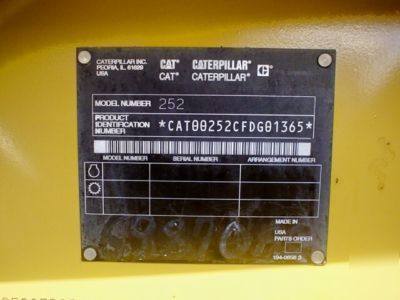 CATERPILLAR INC.
PEORIA, IL 61629
USA
CAT® CATERPILLAR®
CAT® CATERPILLAR®
MODEL NUMBER 252
PRODUCT
IDENTIFICATION
NUMBER
*CAT00252CFDG01365*
MODEL NUMBER SERIAL NUMBER ARRANGEMENT NUMBER
MADE IN
USA
PARTS ORDER